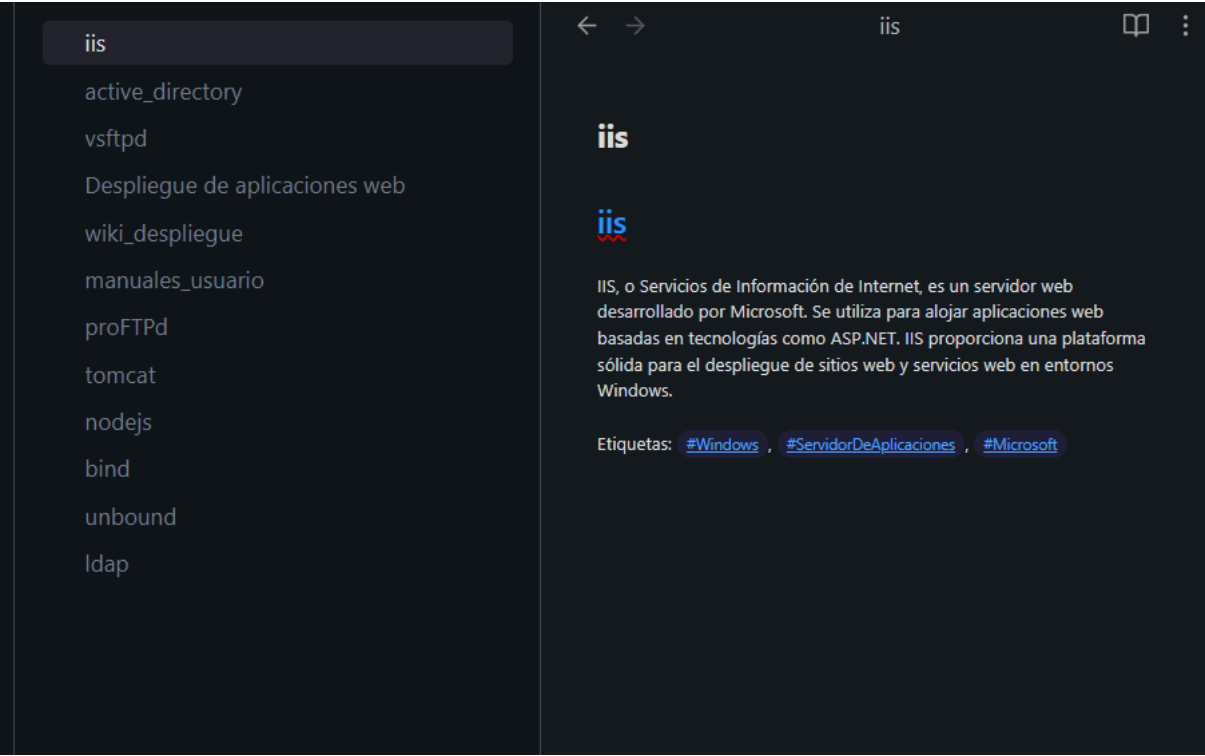 iis
active_directory
vsftpd
Despliegue de aplicaciones web
wiki_despliegue
manuales_usuario
proFTPd
tomcat
nodejs
bind
unbound
ldap
iis
iis
iis
IIS, o Servicios de Información de Internet, es un servidor web
desarrollado por Microsoft. Se utiliza para alojar aplicaciones web
basadas en tecnologías como ASP.NET. IIS proporciona una plataforma
sólida para el despliegue de sitios web y servicios web en entornos
Windows.
Etiquetas: #Windows , #ServidorDeAplicaciones , #Microsoft